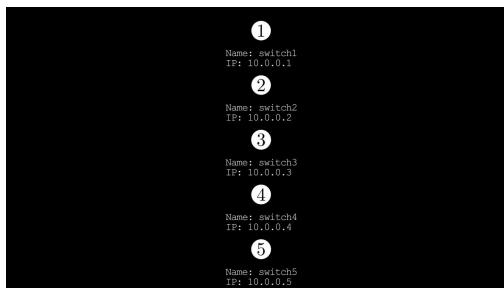 1
Name: switch1
IP: 10.0.0.1
2
Name: switch2
IP: 10.0.0.2
3
Name: switch3
IP: 10.0.0.3
4
Name: switch4
IP: 10.0.0.4
5
Name: switch5
IP: 10.0.0.5